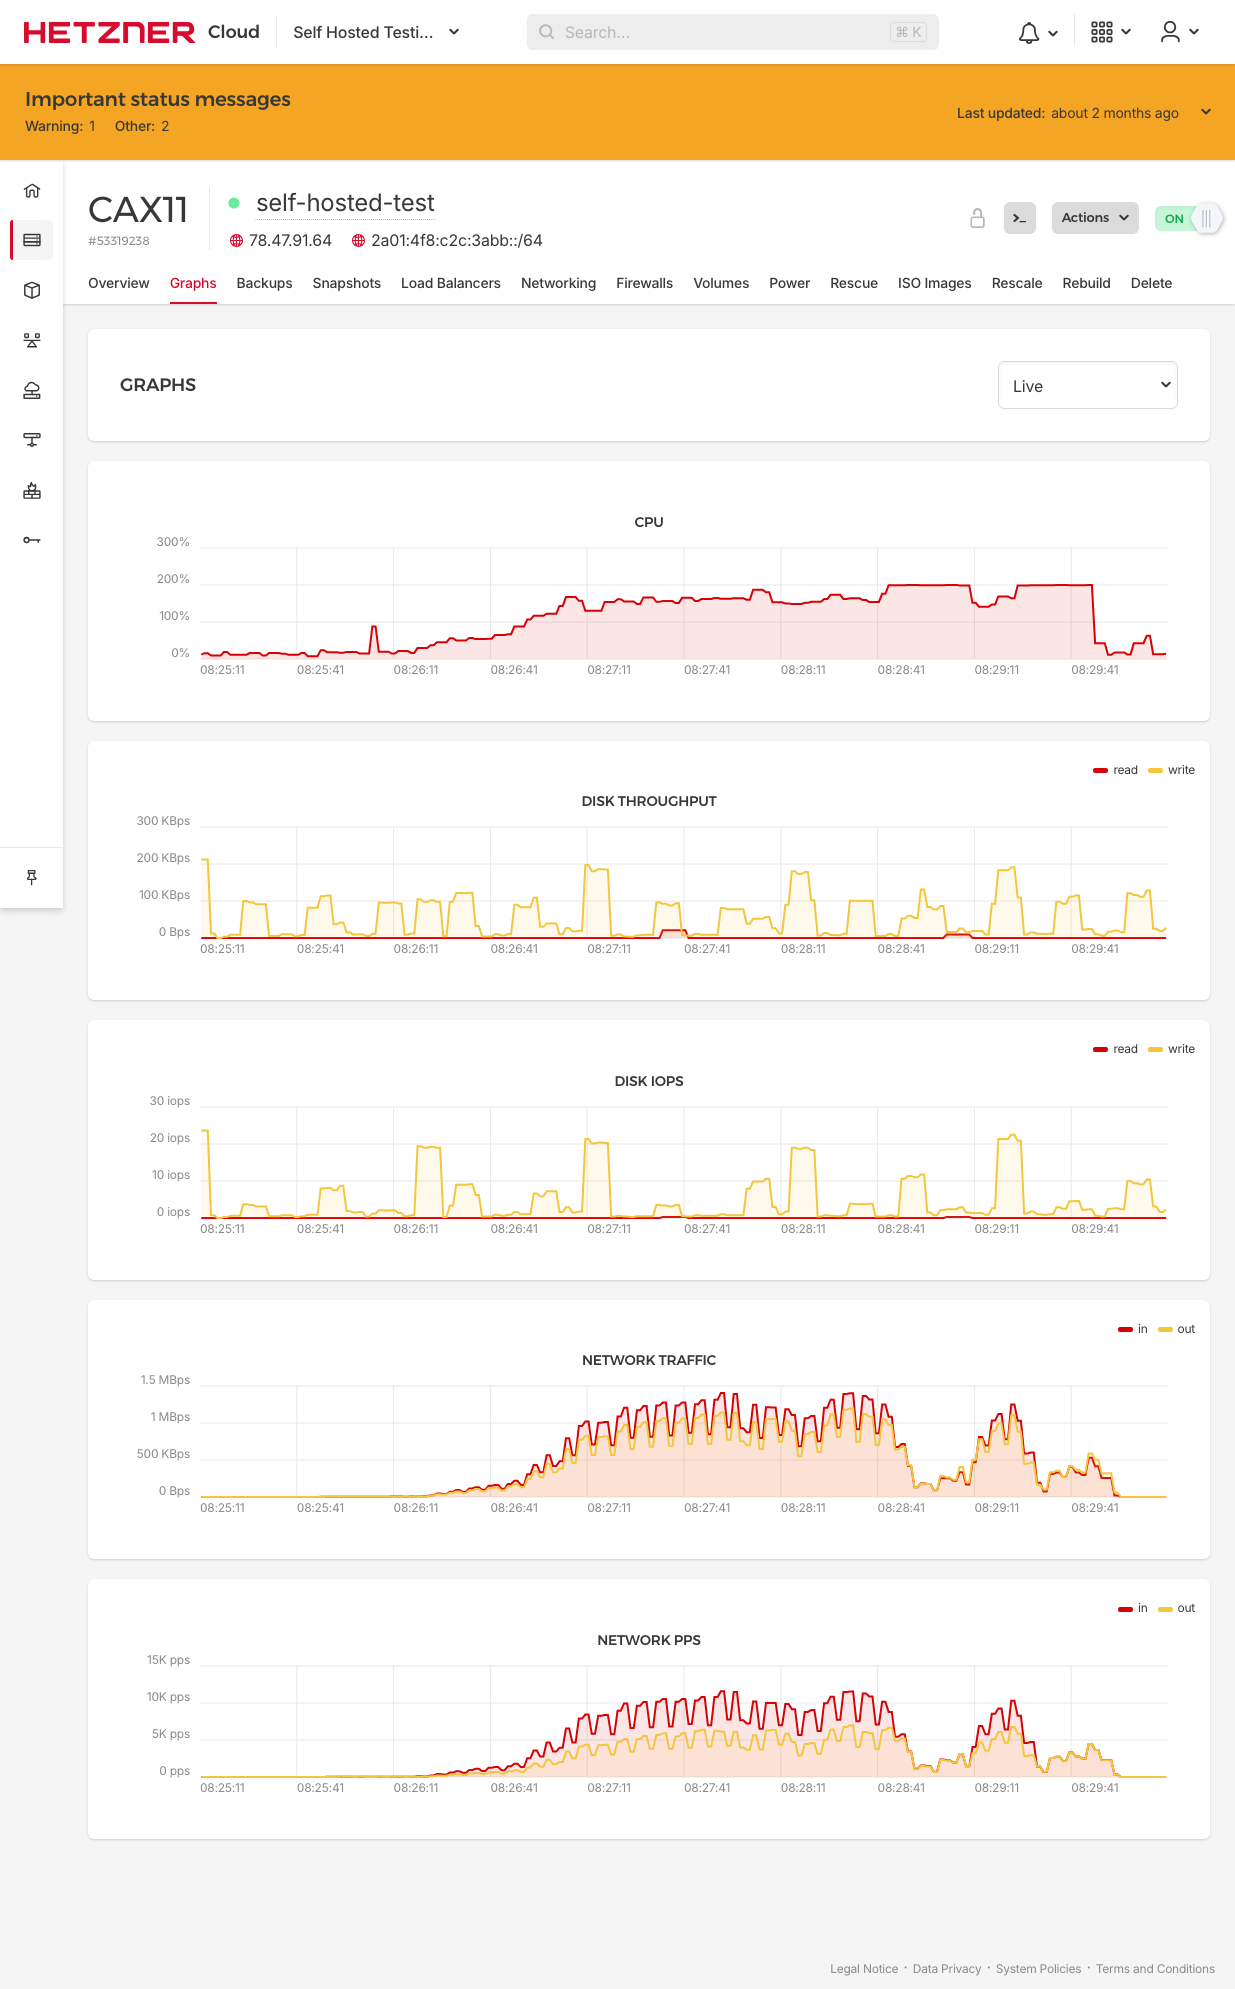 HETZNER Cloud Self Hosted Testi... Search... ⌘ K
Important status messages
Warning: 1 Other: 2
Last updated: about 2 months ago
CAX11
#53319238
self-hosted-test
78.47.91.64 2a01:4f8:c2c:3abb::/64
>_ Actions ON
Overview Graphs Backups Snapshots Load Balancers Networking Firewalls Volumes Power Rescue ISO Images Rescale Rebuild Delete
GRAPHS
Live
CPU
300%
200%
100%
0%
08:25:11 08:25:41 08:26:11 08:26:41 08:27:11 08:27:41 08:28:11 08:28:41 08:29:11 08:29:41
read write
DISK THROUGHPUT
300 KBps
200 KBps
100 KBps
0 Bps
08:25:11 08:25:41 08:26:11 08:26:41 08:27:11 08:27:41 08:28:11 08:28:41 08:29:11 08:29:41
read write
DISK IOPS
30 iops
20 iops
10 iops
0 iops
08:25:11 08:25:41 08:26:11 08:26:41 08:27:11 08:27:41 08:28:11 08:28:41 08:29:11 08:29:41
in out
NETWORK TRAFFIC
1.5 MBps
1 MBps
500 KBps
0 Bps
08:25:11 08:25:41 08:26:11 08:26:41 08:27:11 08:27:41 08:28:11 08:28:41 08:29:11 08:29:41
in out
NETWORK PPS
15K pps
10K pps
5K pps
0 pps
08:25:11 08:25:41 08:26:11 08:26:41 08:27:11 08:27:41 08:28:11 08:28:41 08:29:11 08:29:41
Legal Notice · Data Privacy · System Policies · Terms and Conditions